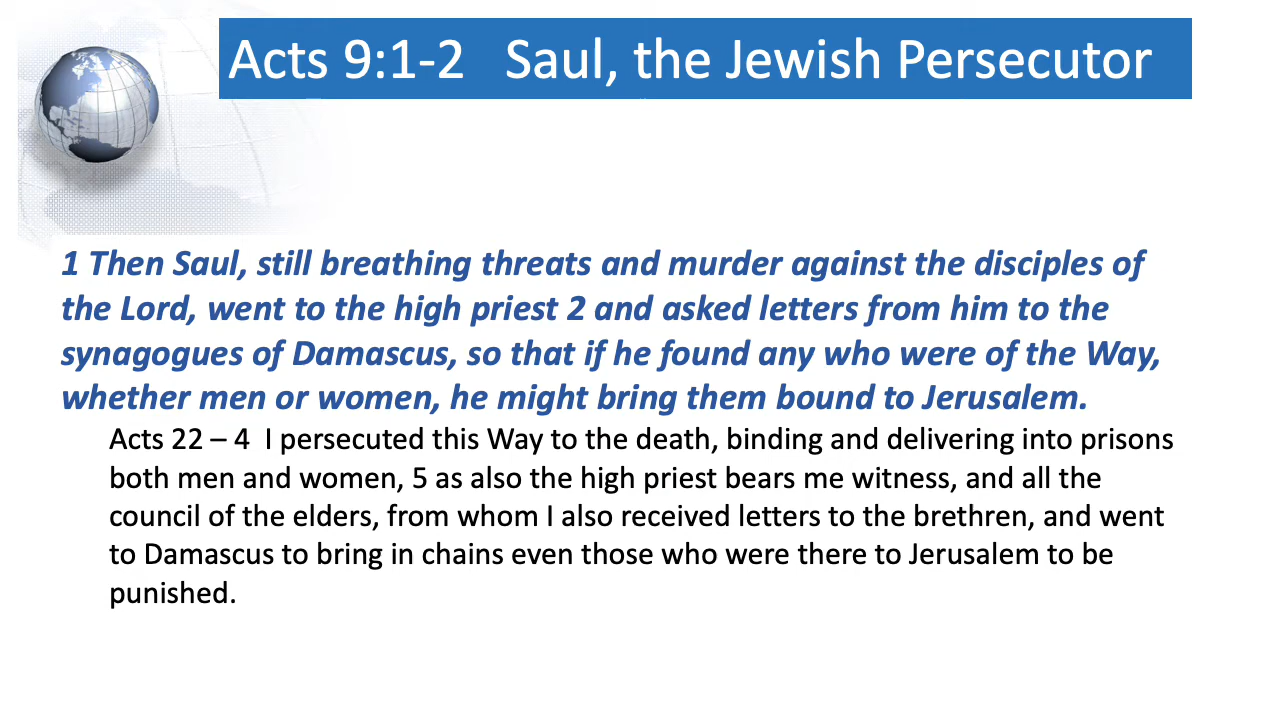 Acts 9:1-2   Saul, the Jewish Persecutor
1 Then Saul, still breathing threats and murder against the disciples of
the Lord, went to the high priest 2 and asked letters from him to the
synagogues of Damascus, so that if he found any who were of the Way,
whether men or women, he might bring them bound to Jerusalem.
Acts 22 – 4  I persecuted this Way to the death, binding and delivering into prisons
both men and women, 5 as also the high priest bears me witness, and all the
council of the elders, from whom I also received letters to the brethren, and went
to Damascus to bring in chains even those who were there to Jerusalem to be
punished.